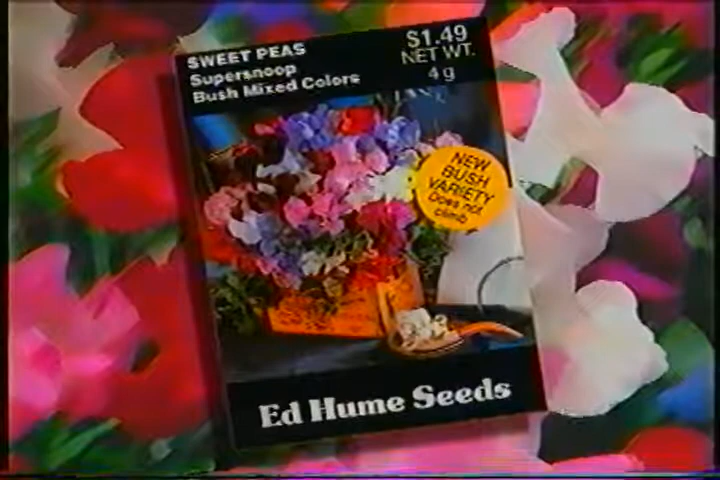 SWEET PEAS
Supersnoop
Bush Mixed Colors
$1.49
NET WT.
4 g
NEW
BUSH
VARIETY
Does not
climb
Ed Hume Seeds